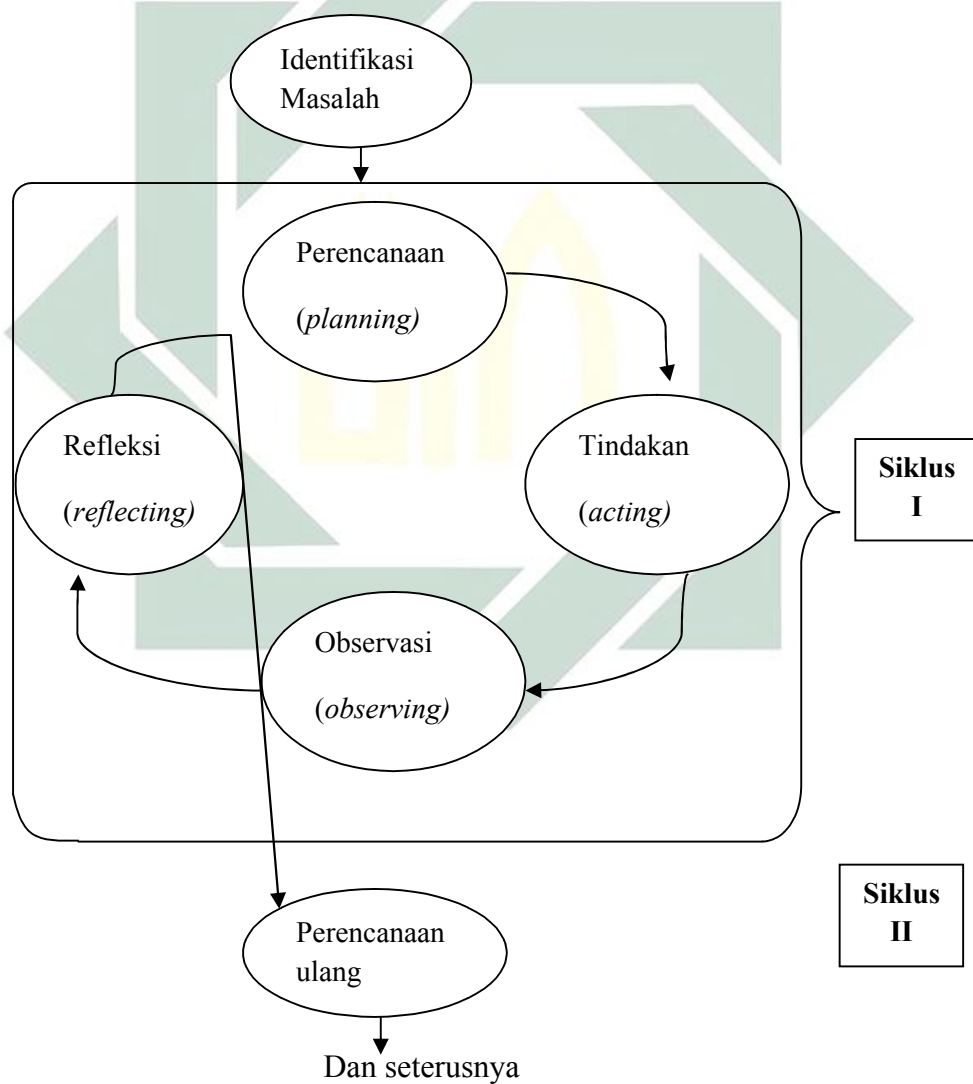 Identifikasi
Masalah
Perencanaan
(planning)
Refleksi
(reflecting)
Tindakan
(acting)
Siklus
I
Observasi
(observing)
Siklus
II
Perencanaan
ulang
Dan seterusnya